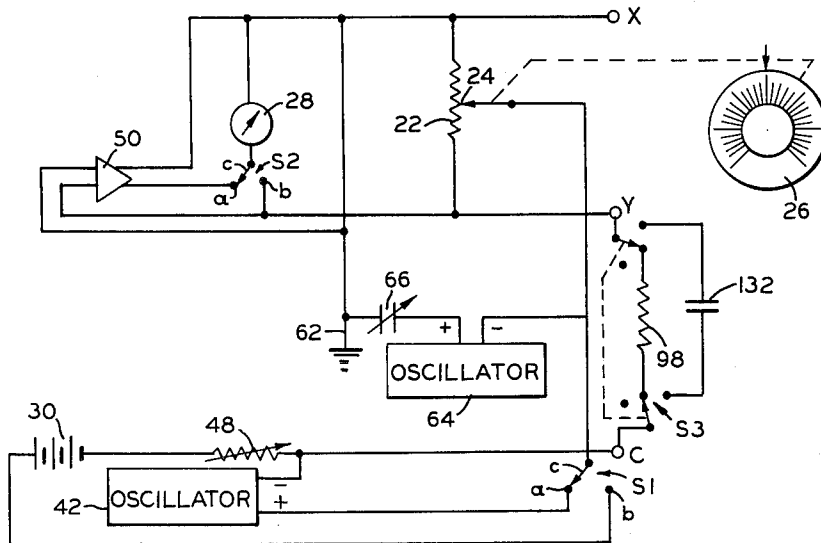 X
28
24
22
50
c
S2
a
b
26
Y
66
132
62
+
-
98
OSCILLATOR
64
30
48
S3
C
c
OSCILLATOR
-
+
42
a
S1
b